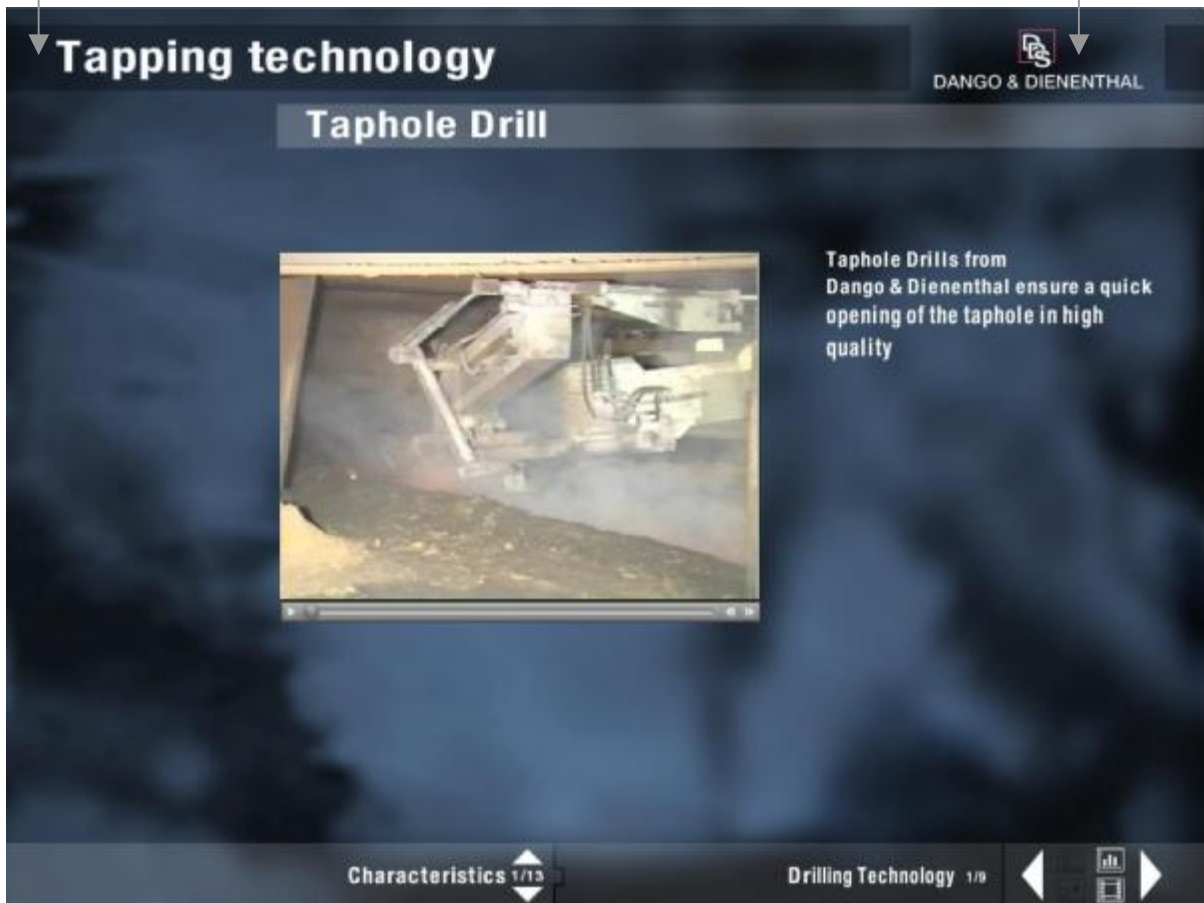 Tapping technology
DDS
DANGO & DIENENTHAL
Taphole Drill
Taphole Drills from
Dango & Dienenthal ensure a quick
opening of the taphole in high
quality
Characteristics 1/13
Drilling Technology 1/9